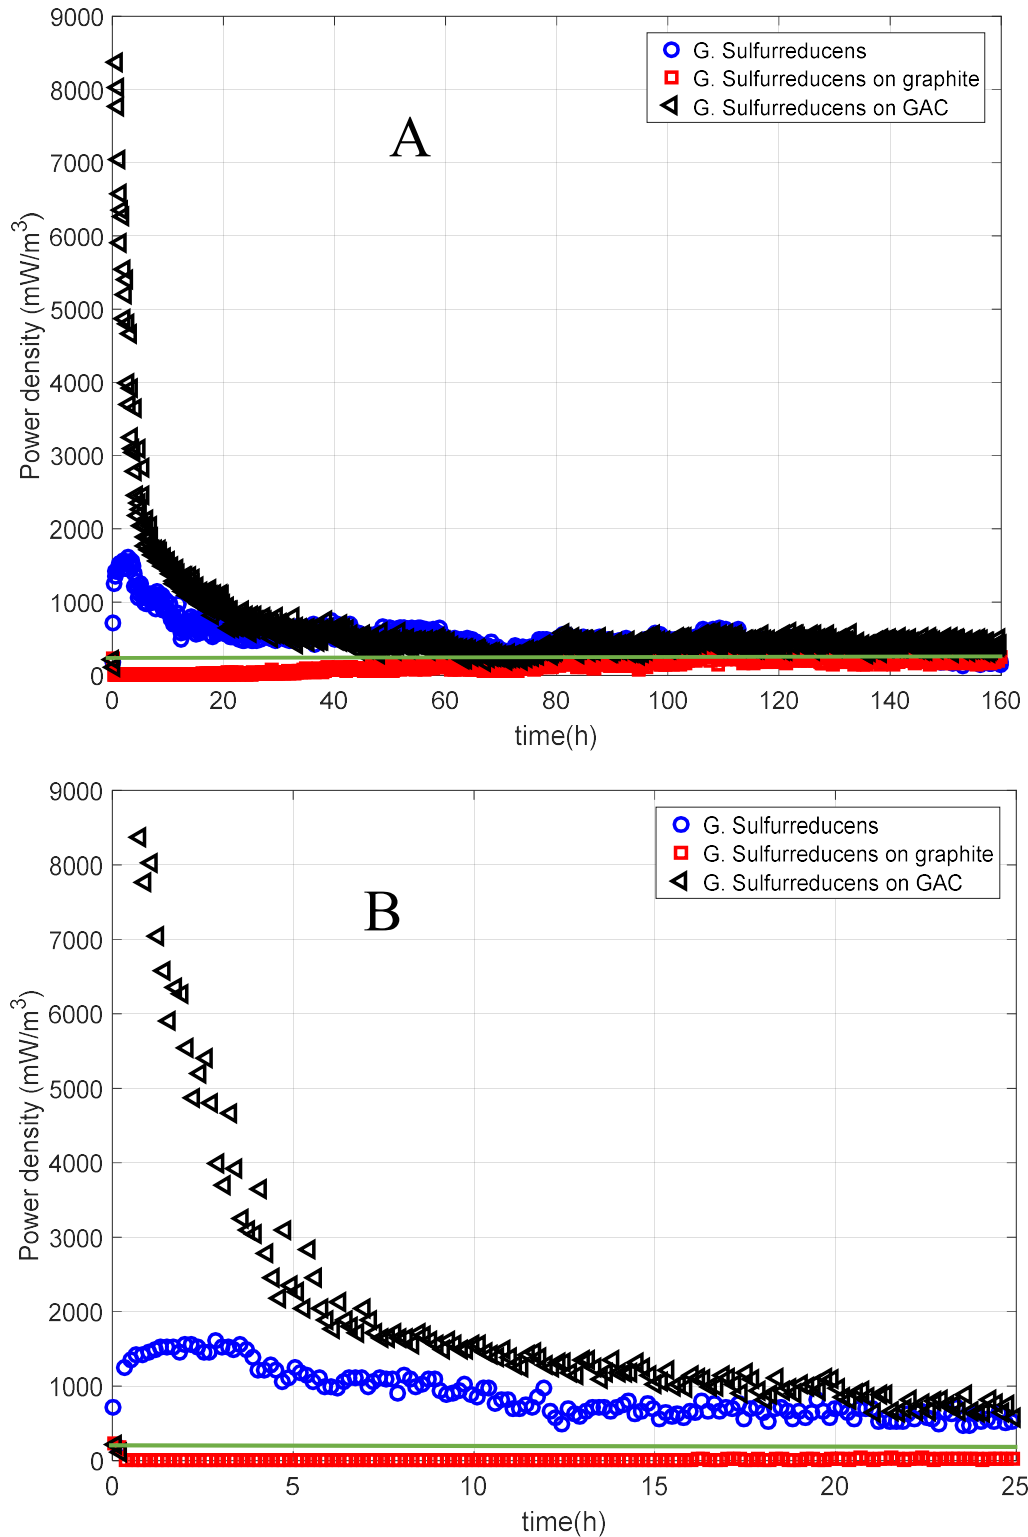 9000
8000
7000
6000
5000
4000
3000
2000
1000
0
Power density (mW/m³)
A
G. Sulfurreducens
G. Sulfurreducens on graphite
G. Sulfurreducens on GAC
0 20 40 60 80 100 120 140 160
time(h)
9000
8000
7000
6000
5000
4000
3000
2000
1000
0
Power density (mW/m³)
B
G. Sulfurreducens
G. Sulfurreducens on graphite
G. Sulfurreducens on GAC
0 5 10 15 20 25
time(h)